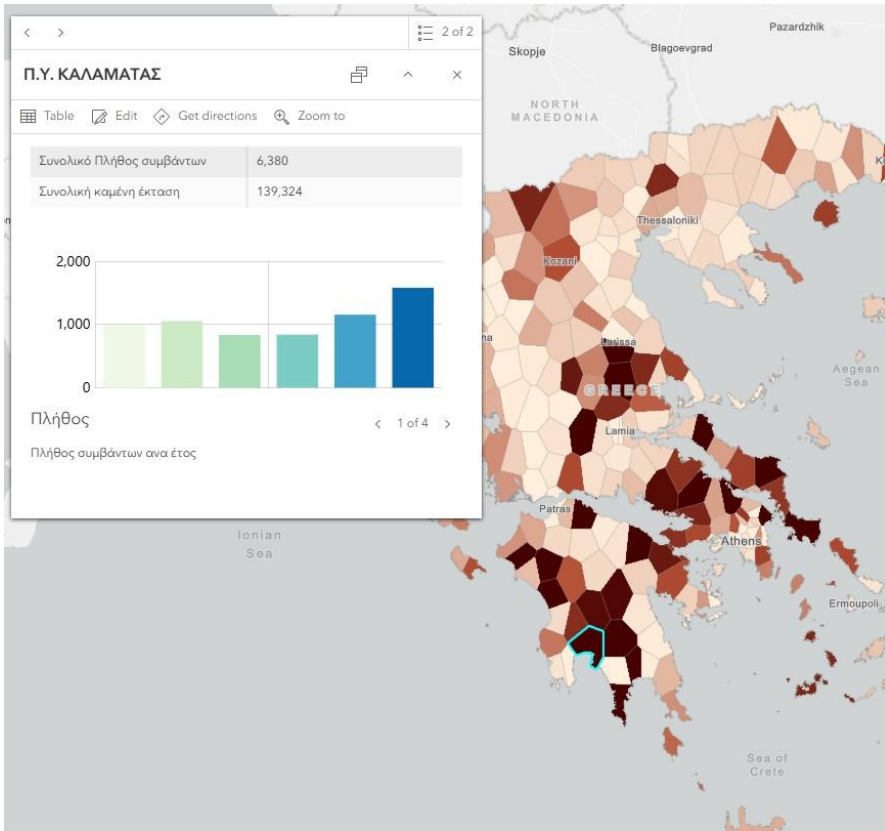 2 of 2
Π.Υ. ΚΑΛΑΜΑΤΑΣ
Table Edit Get directions Zoom to
Συνολικό Πλήθος συμβάντων 6,380
Συνολική καμένη έκταση 139,324
2,000
1,000
0
Πλήθος
1 of 4
Πλήθος συμβάντων ανα έτος
Pazardzhik
Skopje
Blagoevgrad
NORTH
MACEDONIA
Thessaloniki
Kozani
Larissa
GREECE
Aegean
Sea
Lamia
Patras
Ionian
Sea
Athens
Ermoupoli
Sea of
Crete